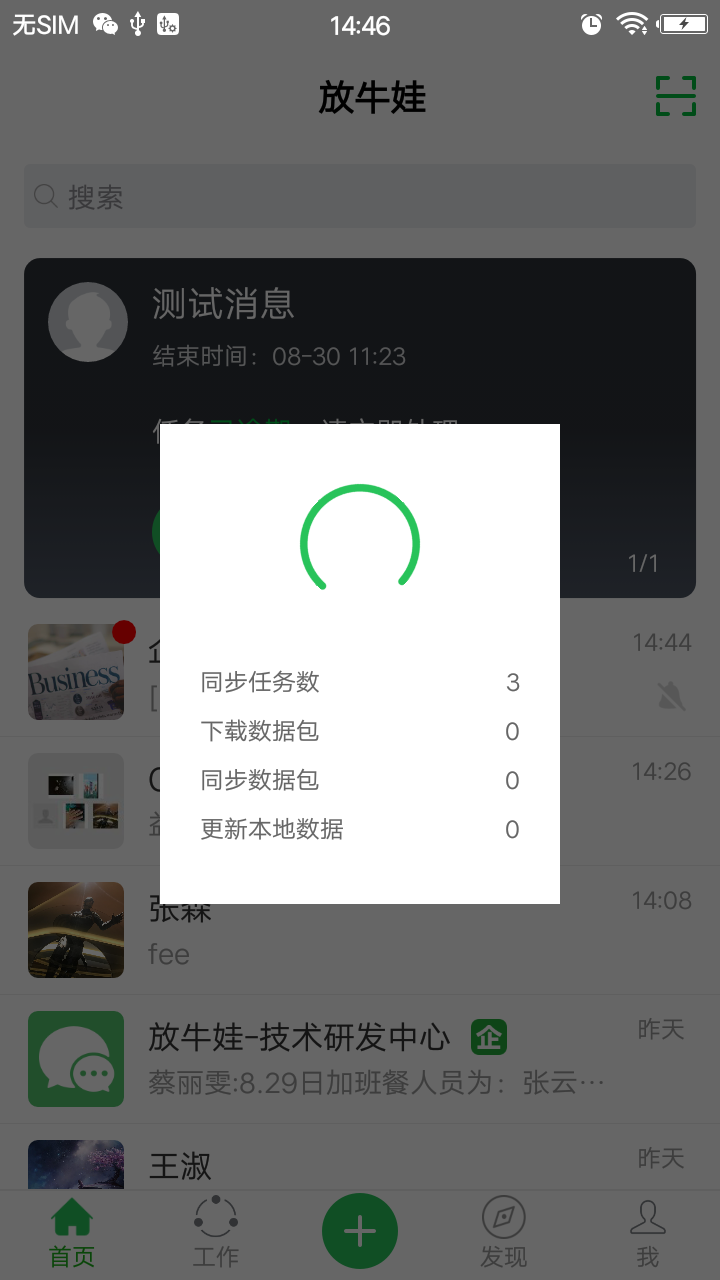 无SIM
14:46
放牛娃
搜索
测试消息
结束时间：08-30 11:23
1/1
14:44
Business
同步任务数 3
下载数据包 0
同步数据包 0
更新本地数据 0
14:26
张森
14:08
fee
放牛娃-技术研发中心 企
昨天
蔡丽雯:8.29日加班餐人员为：张云…
王淑
昨天
首页
工作
发现
我